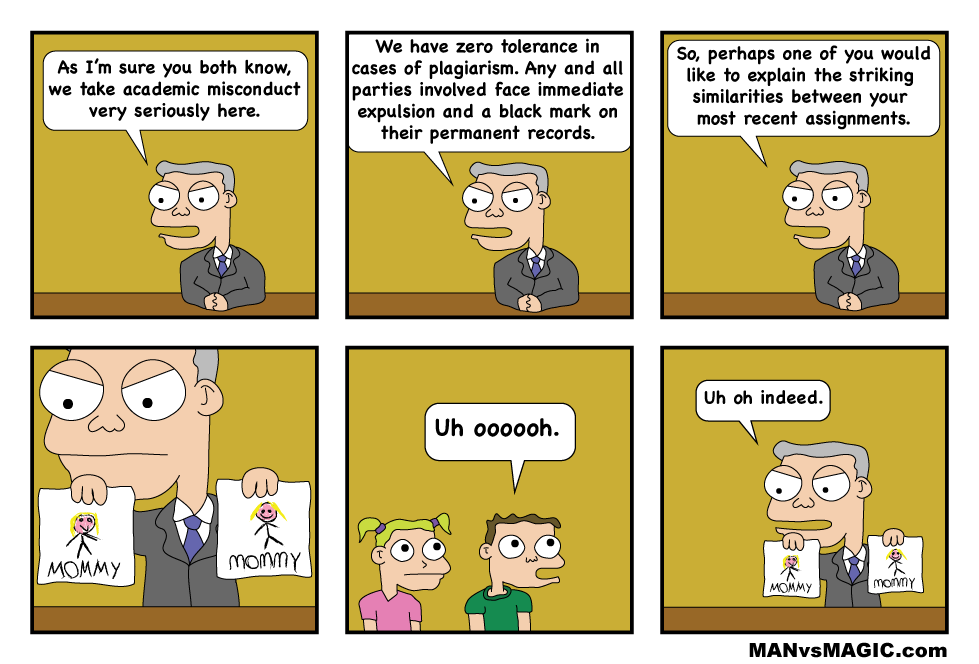 As I'm sure you both know,
we take academic misconduct
very seriously here.
We have zero tolerance in
cases of plagiarism. Any and all
parties involved face immediate
expulsion and a black mark on
their permanent records.
So, perhaps one of you would
like to explain the striking
similarities between your
most recent assignments.
MOMMY
MOMMY
Uh oooooh.
Uh oh indeed.
MOMMY
MOMMY
MANvsMAGIC.com